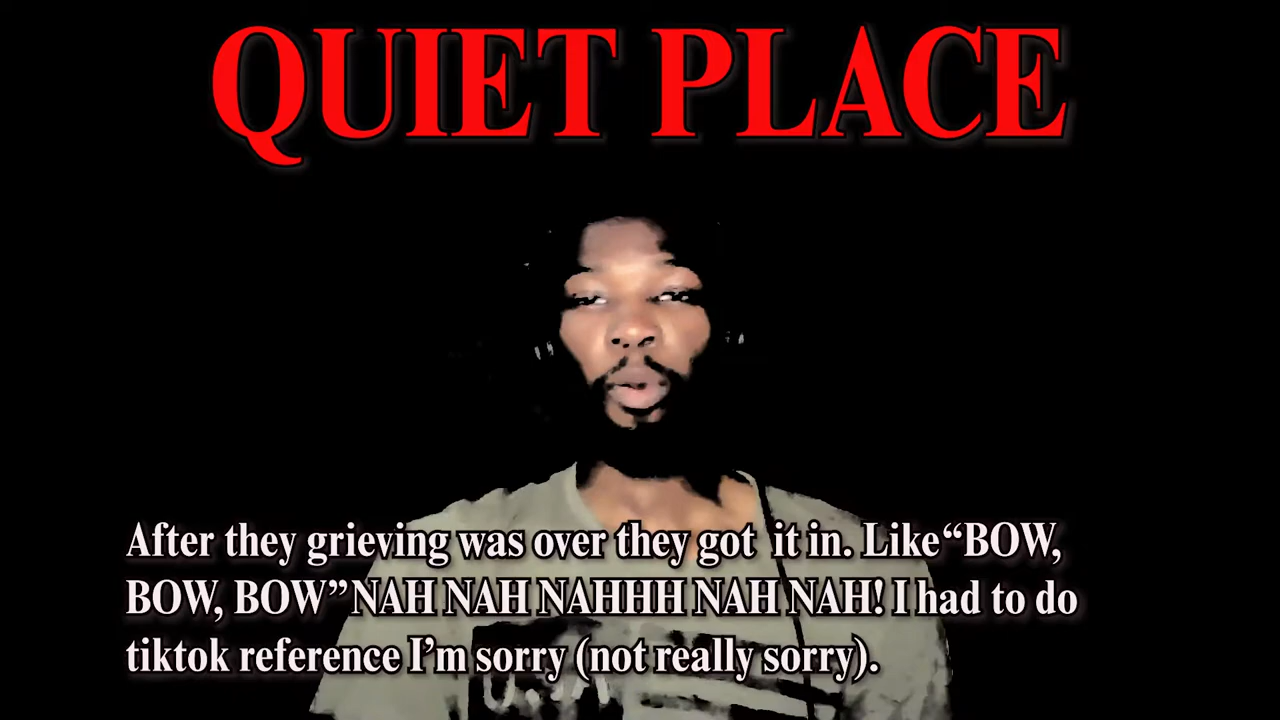 QUIET PLACE
After they grieving was over they got it in. Like “BOW,
BOW, BOW” NAH NAH NAHHH NAH NAH! I had to do
tiktok reference I’m sorry (not really sorry).